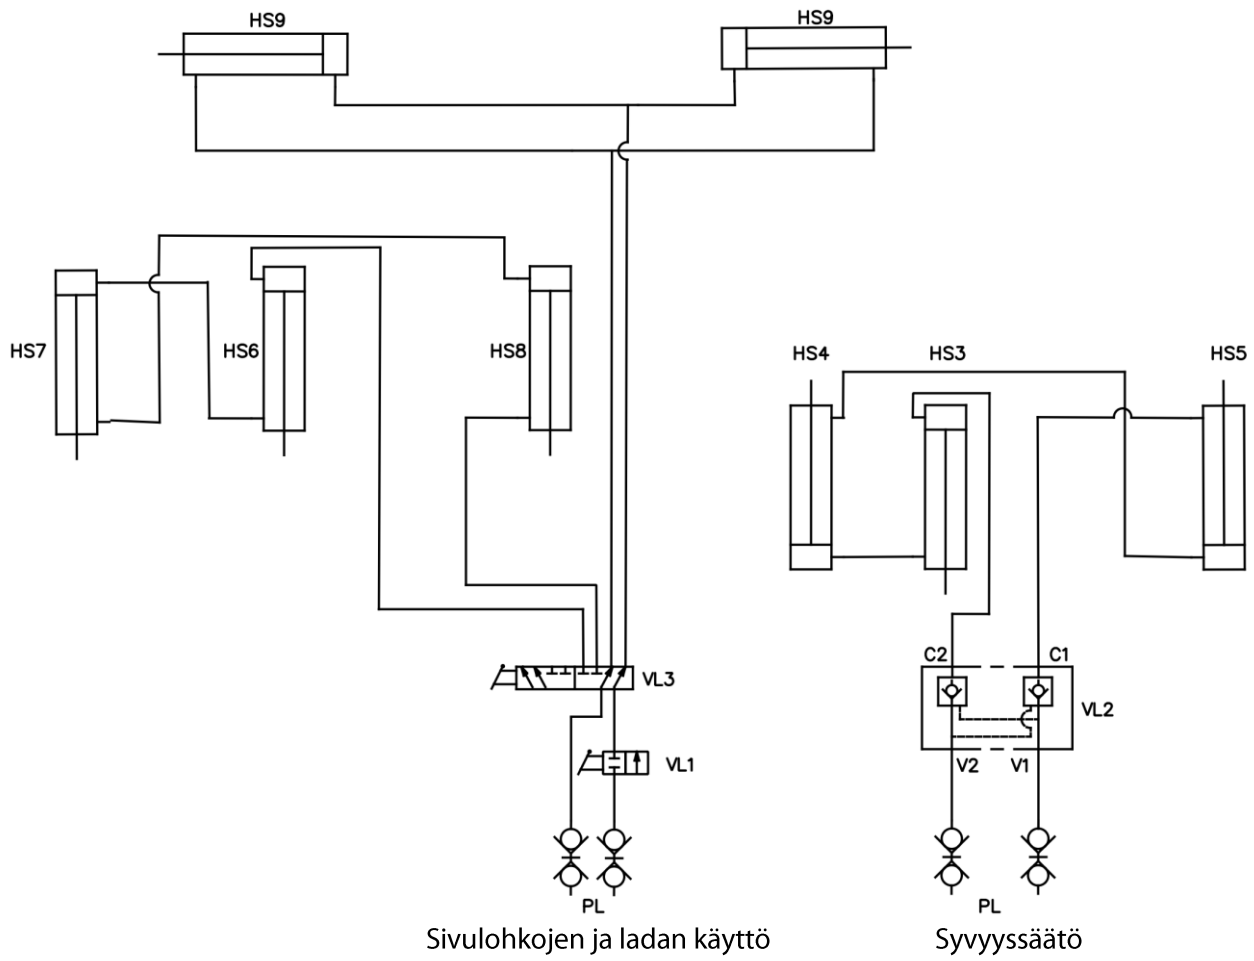 HS9
HS9
HS7
HS6
HS8
HS4
HS3
HS5
C2
C1
VL3
VL2
VL1
V2
V1
PL
PL
Sivulohkojen ja ladan käyttö
Syvyyssäätö